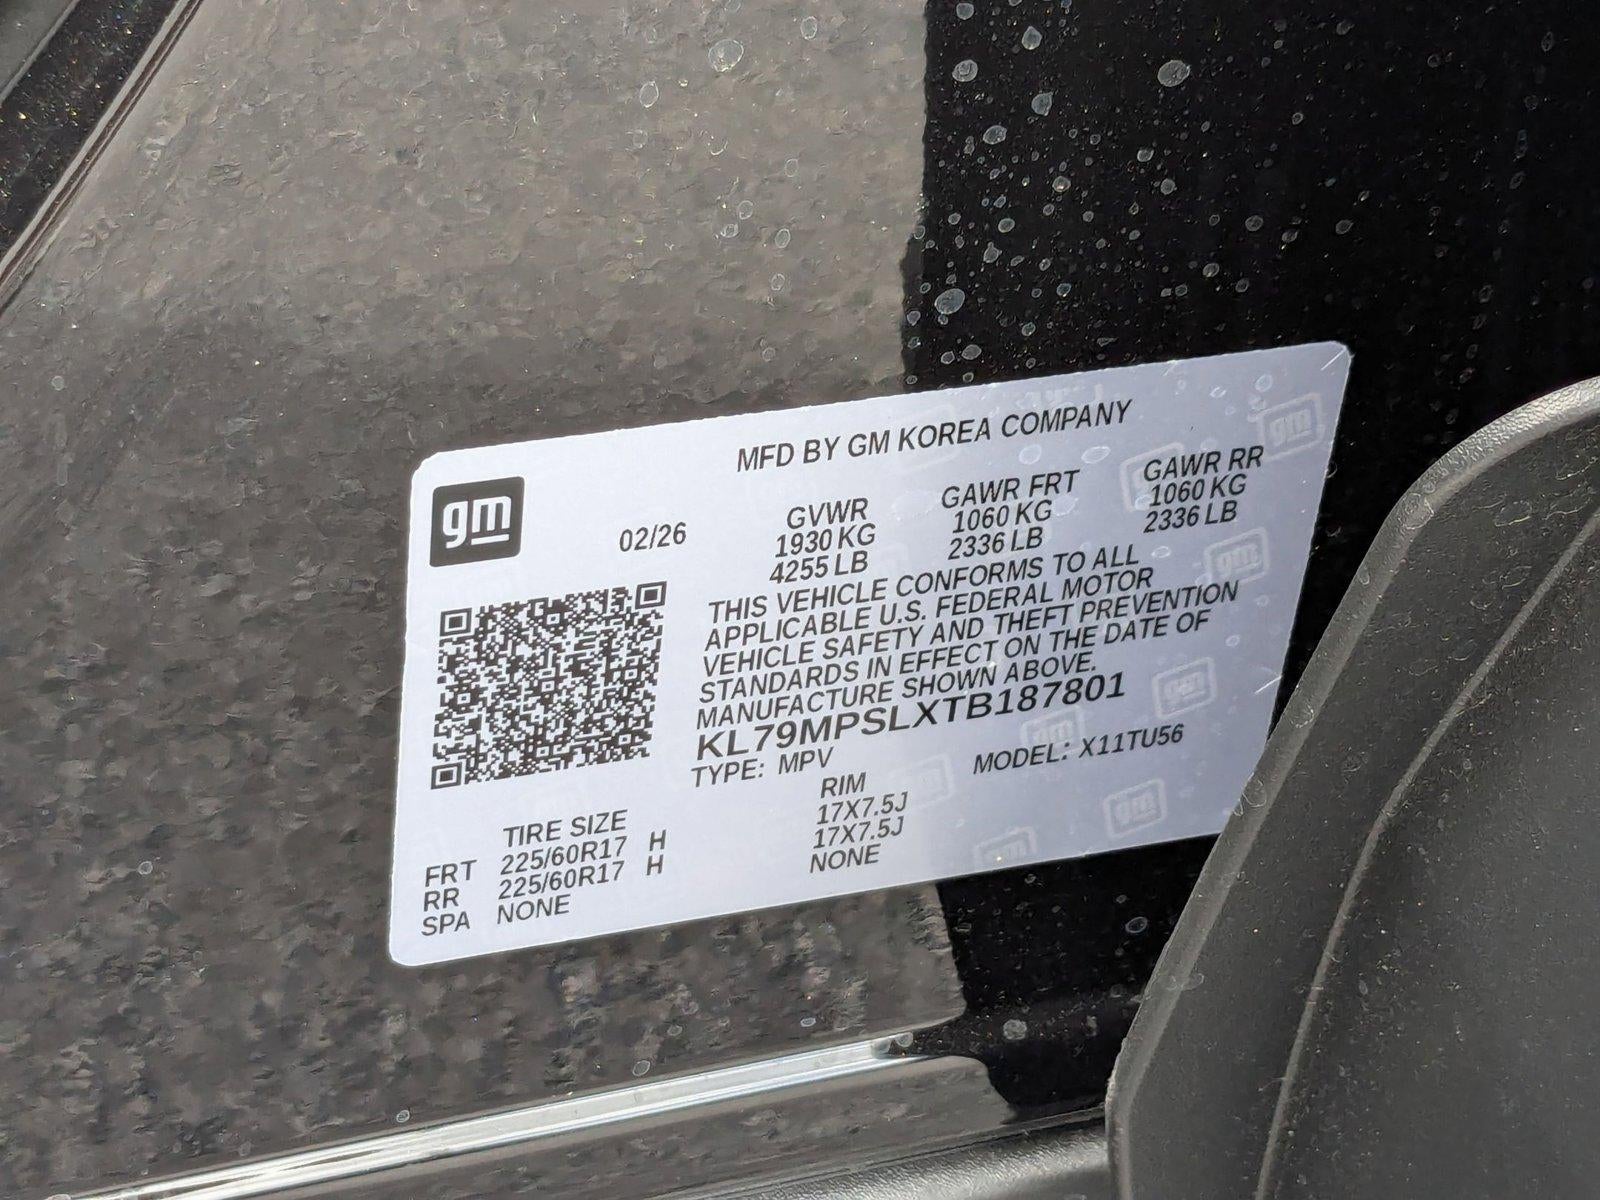 MFD BY GM KOREA COMPANY
gm
02/26
GVWR
1930 KG
4255 LB
GAWR FRT
1060 KG
2336 LB
GAWR RR
1060 KG
2336 LB
THIS VEHICLE CONFORMS TO ALL
APPLICABLE U.S. FEDERAL MOTOR
VEHICLE SAFETY AND THEFT PREVENTION
STANDARDS IN EFFECT ON THE DATE OF
MANUFACTURE SHOWN ABOVE.
KL79MPSLXTB187801
TYPE: MPV
MODEL: X11TU56
TIRE SIZE
RIM
FRT 225/60R17 H 17X7.5J
RR 225/60R17 H 17X7.5J
SPA NONE NONE